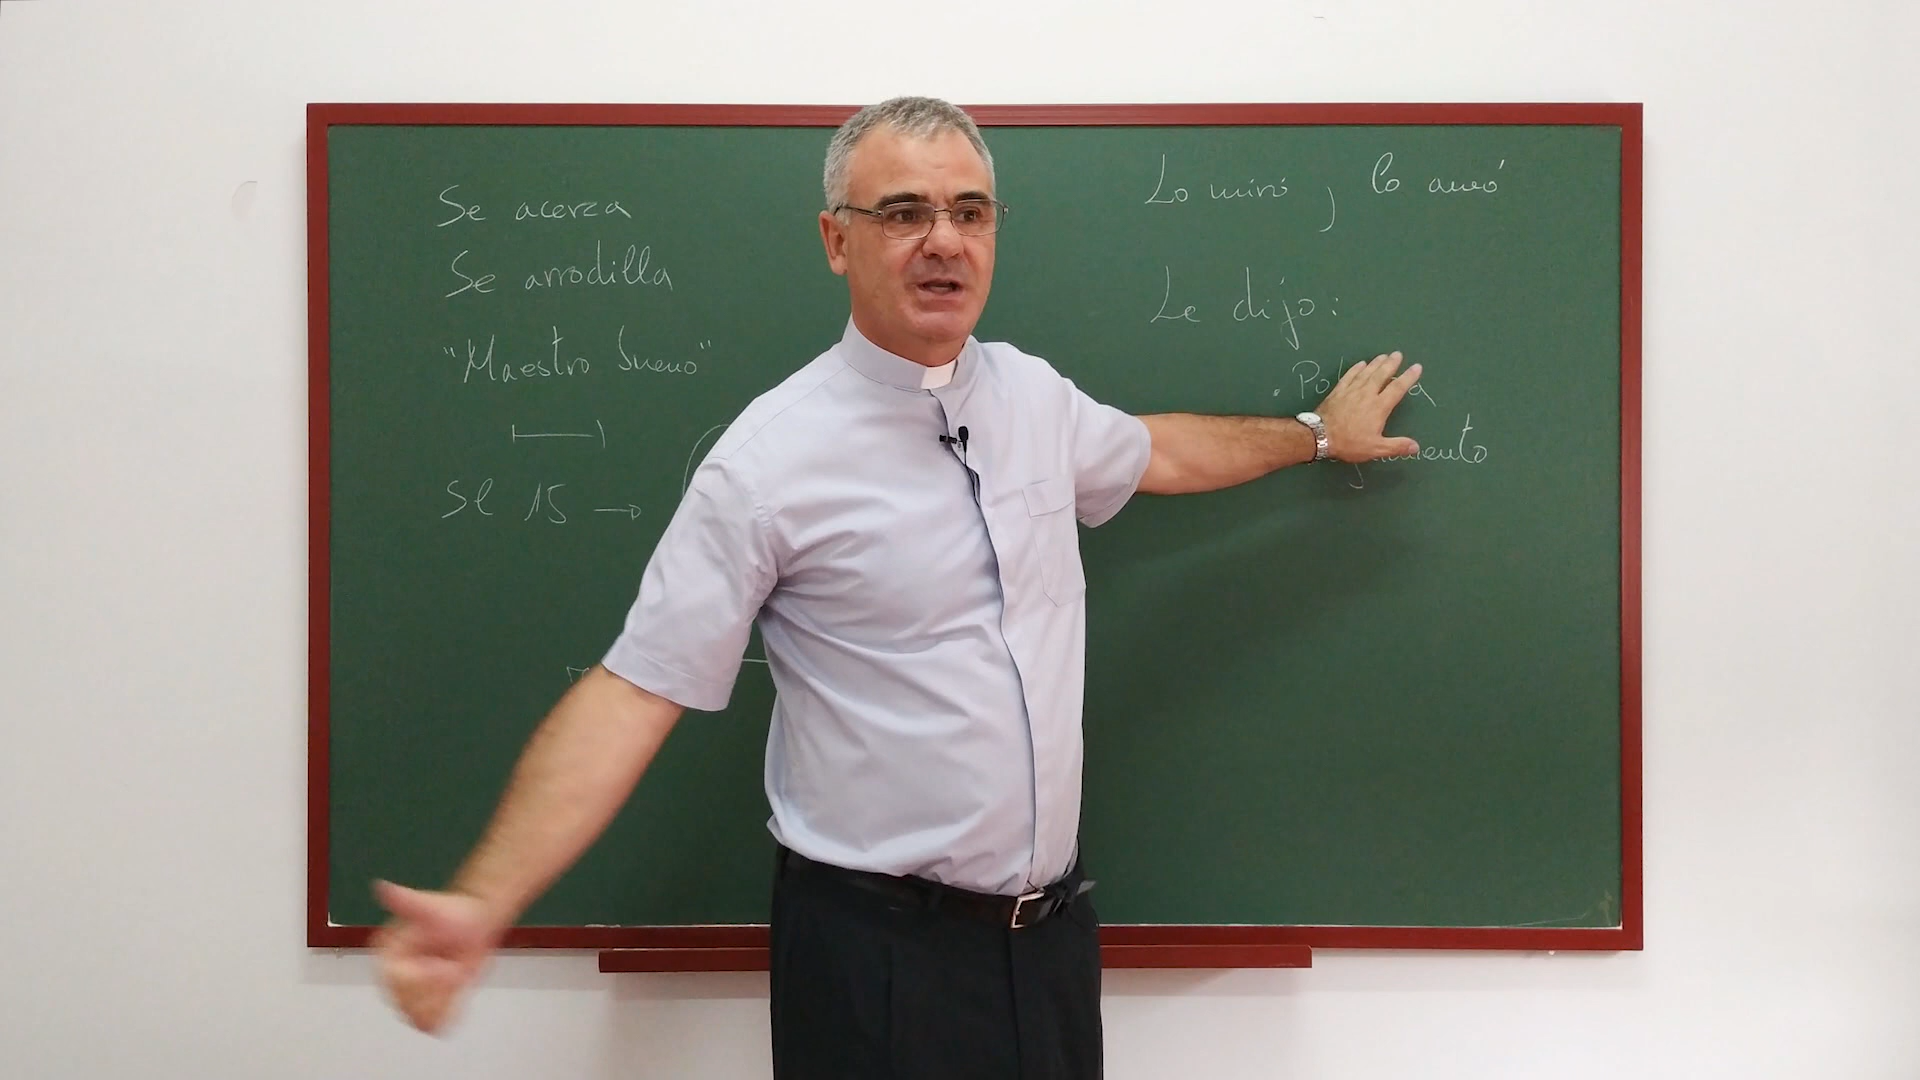 Se acerca
Se arrodilla
"Maestro bueno"
Sl 15 →
Lo miró, lo amó
Le dijo: